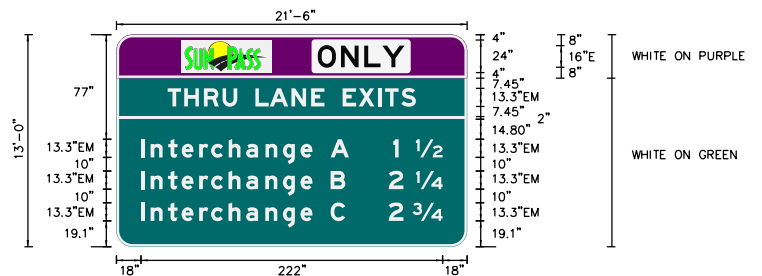 21'-6"
SUNPASS ONLY
THRU LANE EXITS
Interchange A 1 1/2
Interchange B 2 1/4
Interchange C 2 3/4
13'-0"
77"
13.3"EM
10"
13.3"EM
10"
13.3"EM
19.1"
18" 222" 18"
4"
24"
4"
7.45"
13.3"EM
7.45"
2"
14.80"
13.3"EM
10"
13.3"EM
10"
13.3"EM
19.1"
8"
16"E
8"
WHITE ON PURPLE
WHITE ON GREEN